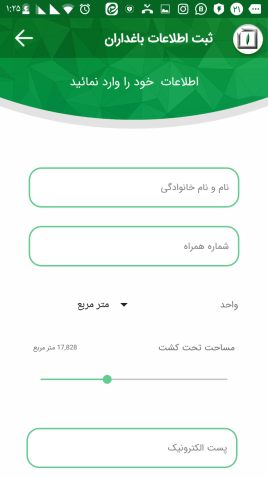 ۱:۲۵
۲۱
ثبت اطلاعات باغداران
اطلاعات خود را وارد نمائید
نام و نام خانوادگی
شماره همراه
واحد
متر مربع
مساحت تحت کشت
17,828 متر مربع
پست الکترونیک